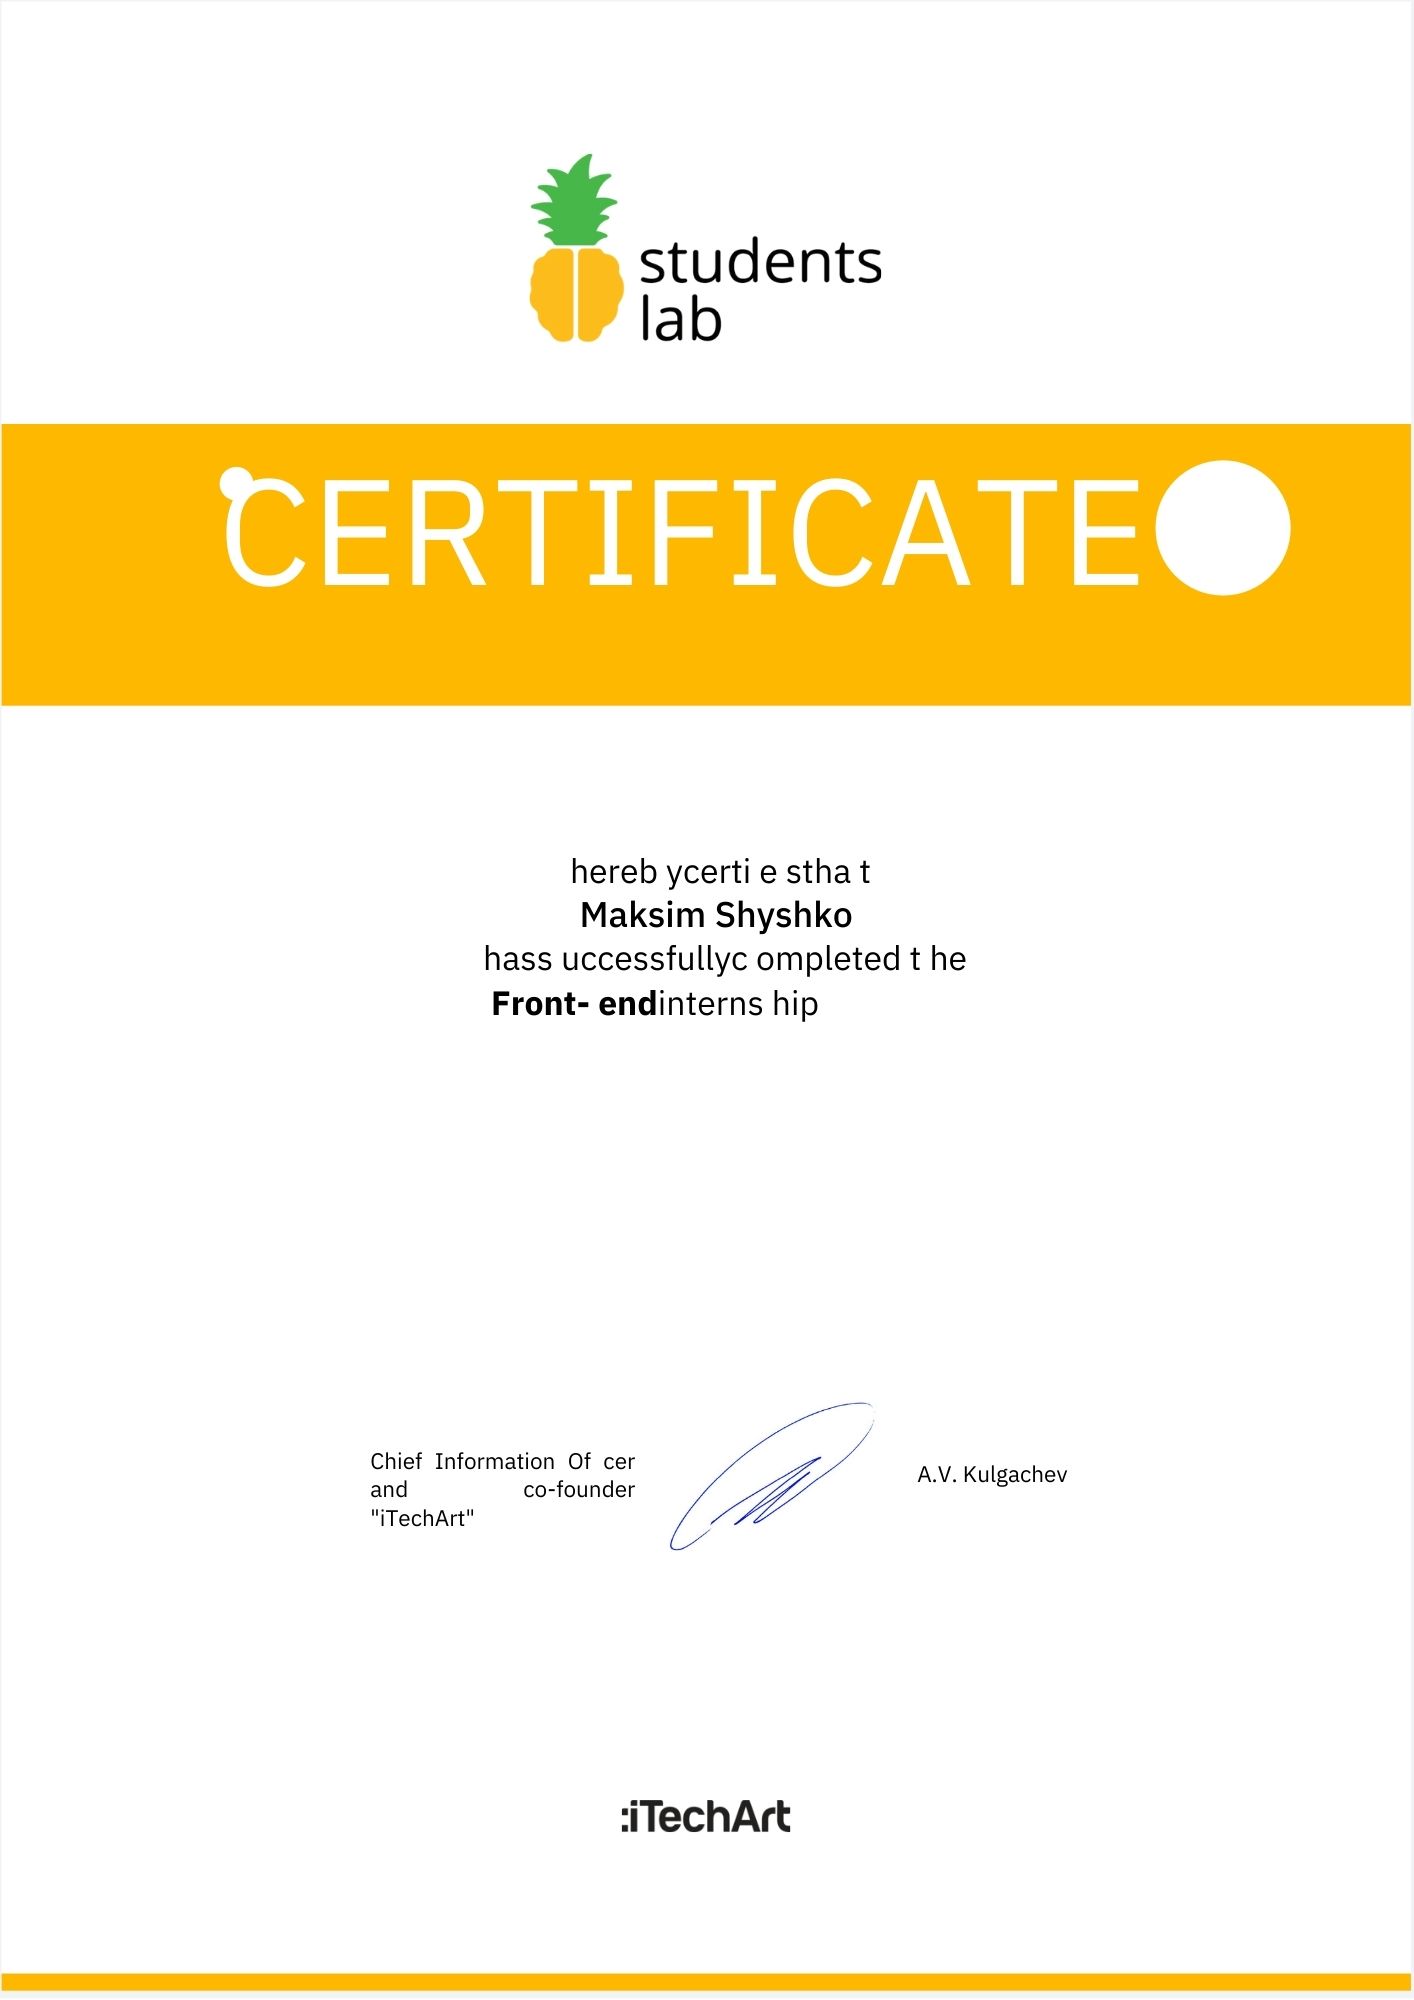 students
lab
CERTIFICATE
hereb ycerti e stha t
Maksim Shyshko
hass uccessfullyc ompleted t he
Front- endinterns hip
Chief Information Of cer
and co-founder
"iTechArt"
A.V. Kulgachev
:iTechArt